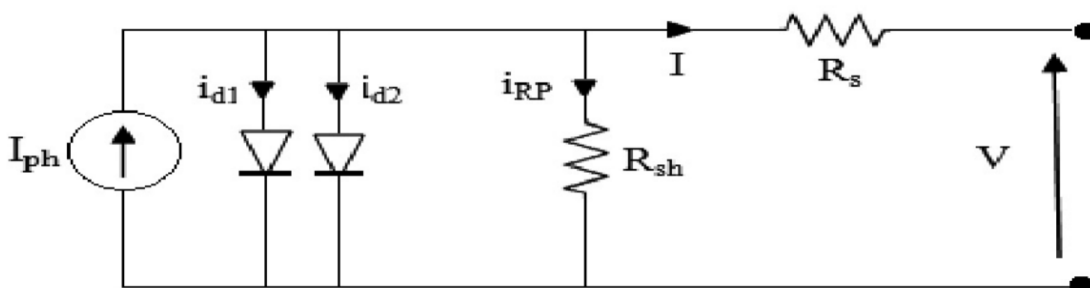 I
R_s
i_d1
i_d2
i_RP
I_ph
R_sh
V